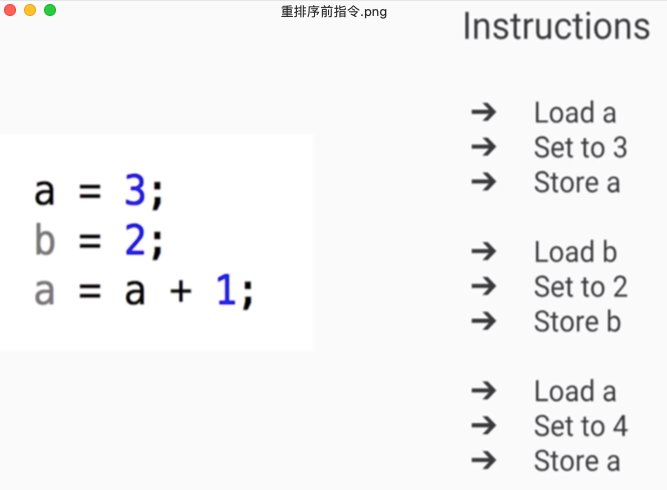 重排序前指令.png
Instructions
a = 3;
b = 2;
a = a + 1;
➔ Load a
➔ Set to 3
➔ Store a
➔ Load b
➔ Set to 2
➔ Store b
➔ Load a
➔ Set to 4
➔ Store a